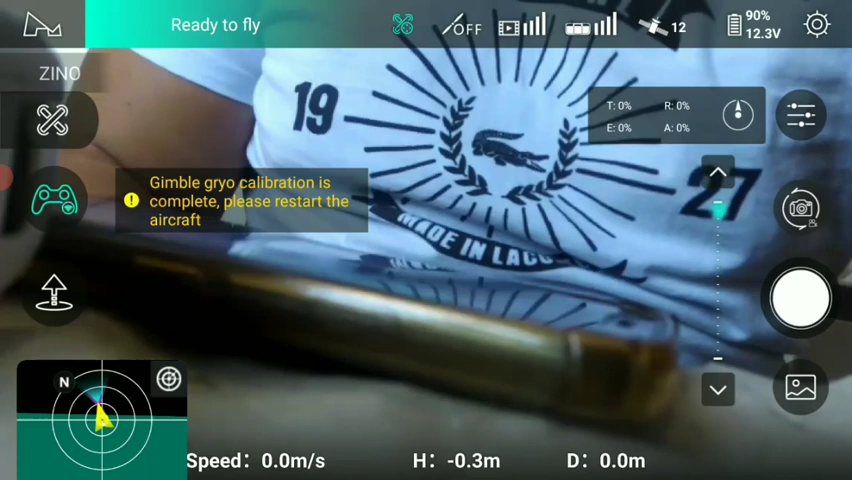 Ready to fly
OFF
12
90%
12.3V
ZINO
19
T: 0%
R: 0%
E: 0%
A: 0%
Gimble gryo calibration is
complete, please restart the
aircraft
27
MADE IN LACO
N
Speed: 0.0m/s
H: -0.3m
D: 0.0m